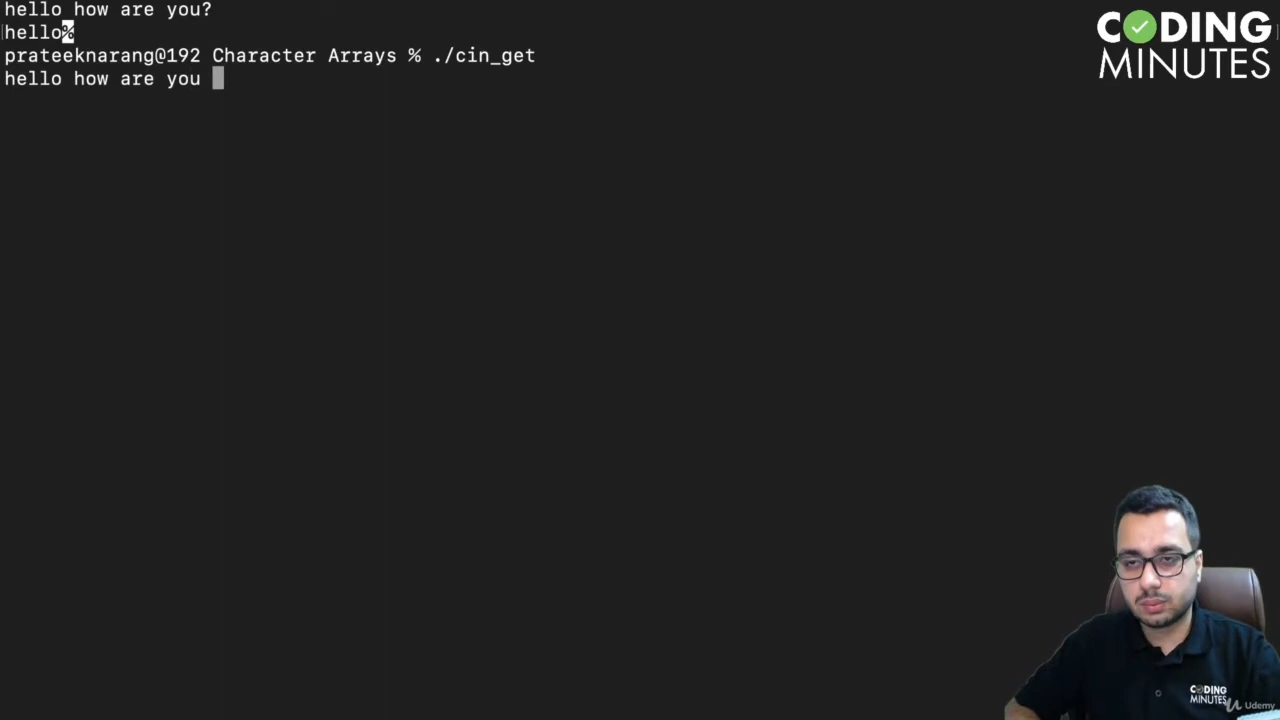 hello how are you?
hello%
prateeknarang@192 Character Arrays % ./cin_get
hello how are you
CODING
MINUTES
CODING
MINUTES
Udemy